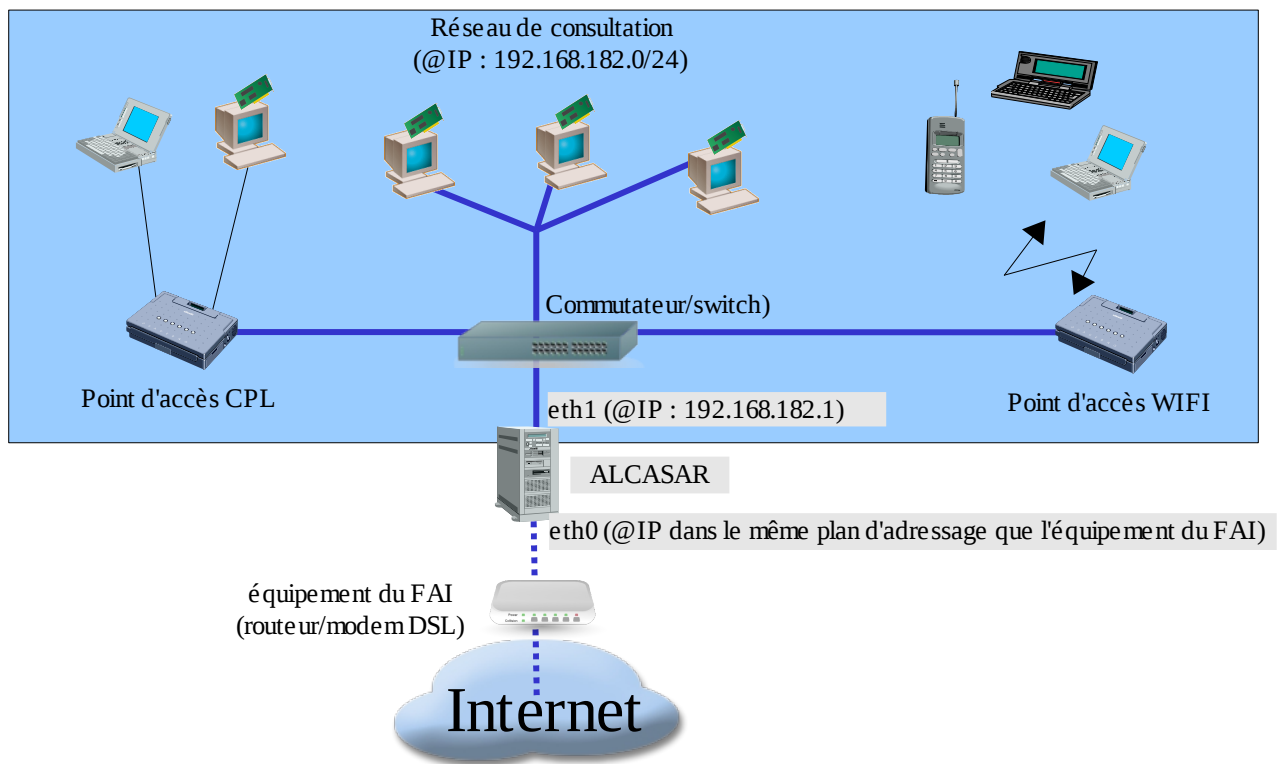 Réseau de consultation
(@IP : 192.168.182.0/24)
Commutateur/switch)
Point d'accès CPL
eth1 (@IP : 192.168.182.1)
Point d'accès WIFI
ALCASAR
eth0 (@IP dans le même plan d'adressage que l'équipement du FAI)
équipement du FAI
(routeur/modem DSL)
Internet